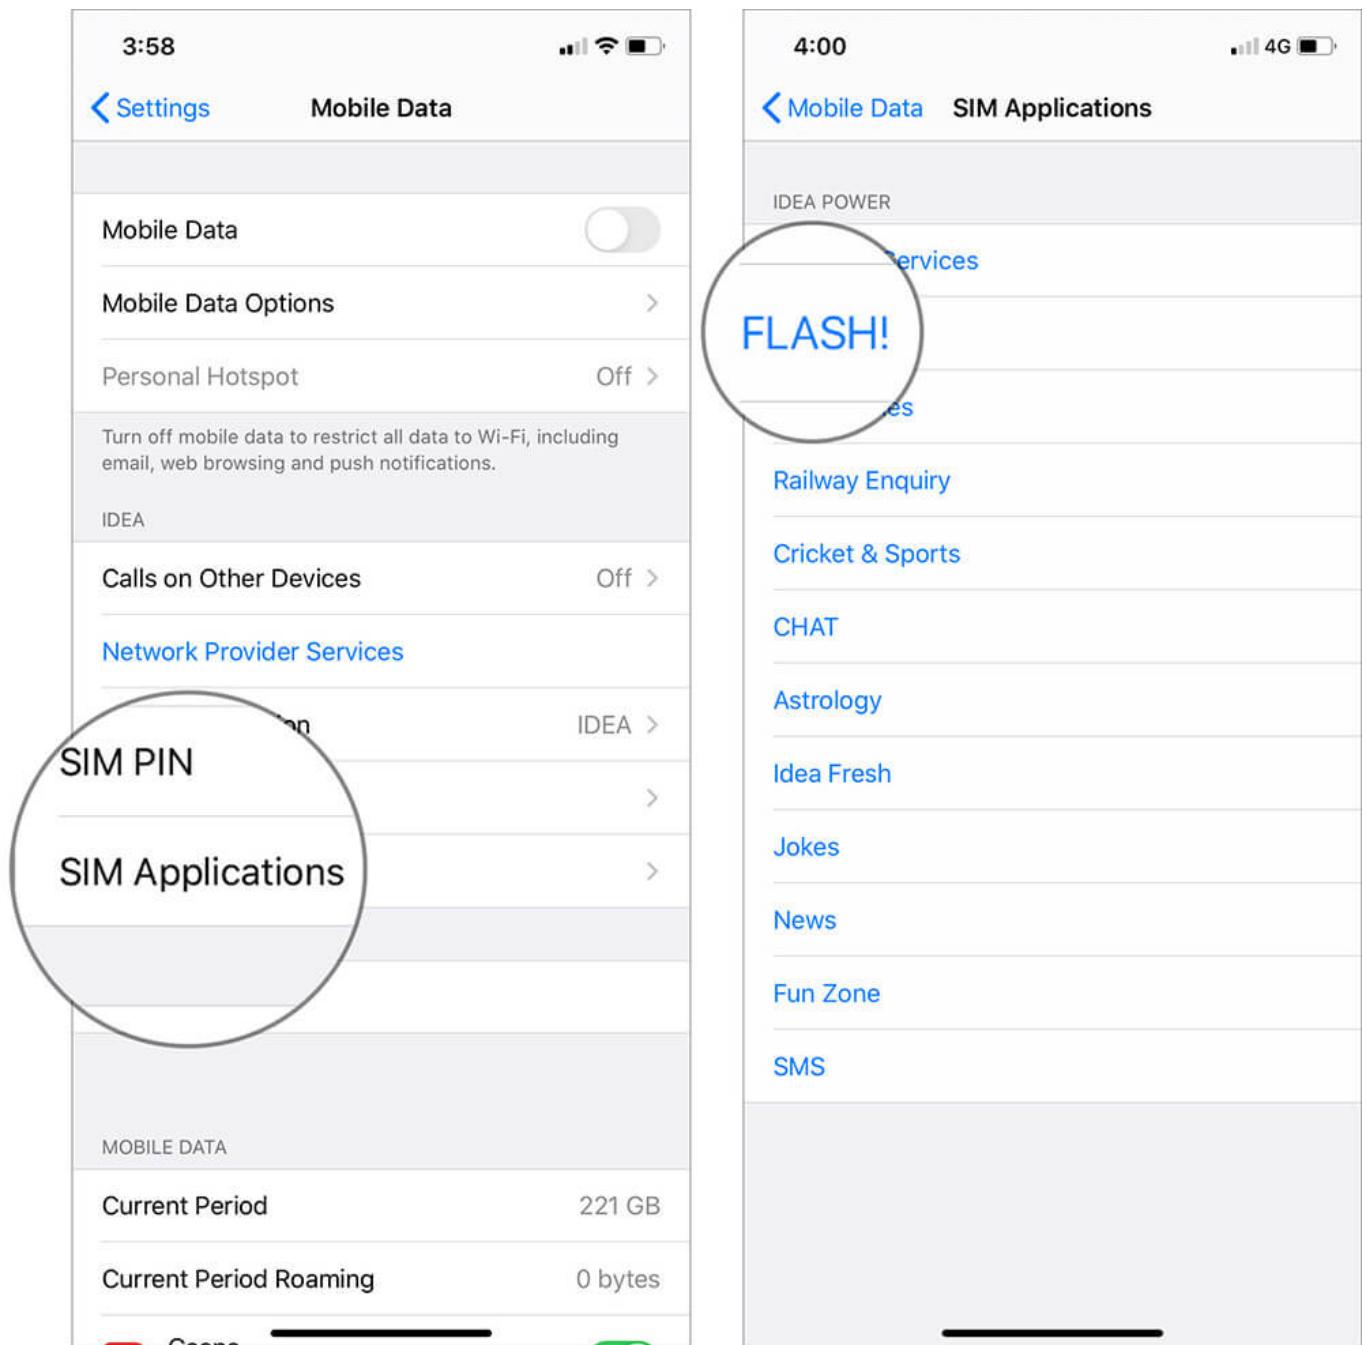 3:58
Settings
Mobile Data
Mobile Data
Mobile Data Options
Personal Hotspot
Off
Turn off mobile data to restrict all data to Wi-Fi, including
email, web browsing and push notifications.
IDEA
Calls on Other Devices
Off
Network Provider Services
IDEA
SIM PIN
SIM Applications
MOBILE DATA
Current Period
221 GB
Current Period Roaming
0 bytes
4:00
4G
Mobile Data
SIM Applications
IDEA POWER
Services
FLASH!
Railway Enquiry
Cricket & Sports
CHAT
Astrology
Idea Fresh
Jokes
News
Fun Zone
SMS